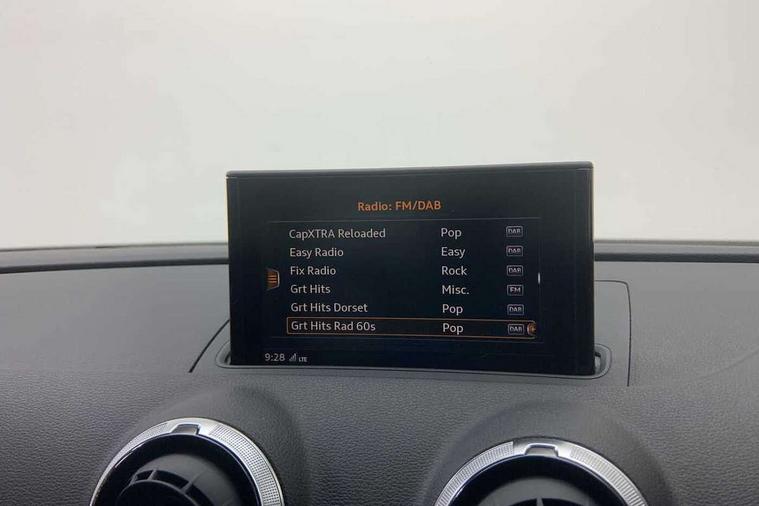 Radio: FM/DAB
CapXTRA Reloaded Pop DAB
Easy Radio Easy DAB
Fix Radio Rock DAB
Grt Hits Misc. FM
Grt Hits Dorset Pop DAB
Grt Hits Rad 60s Pop DAB
9:28 LTE